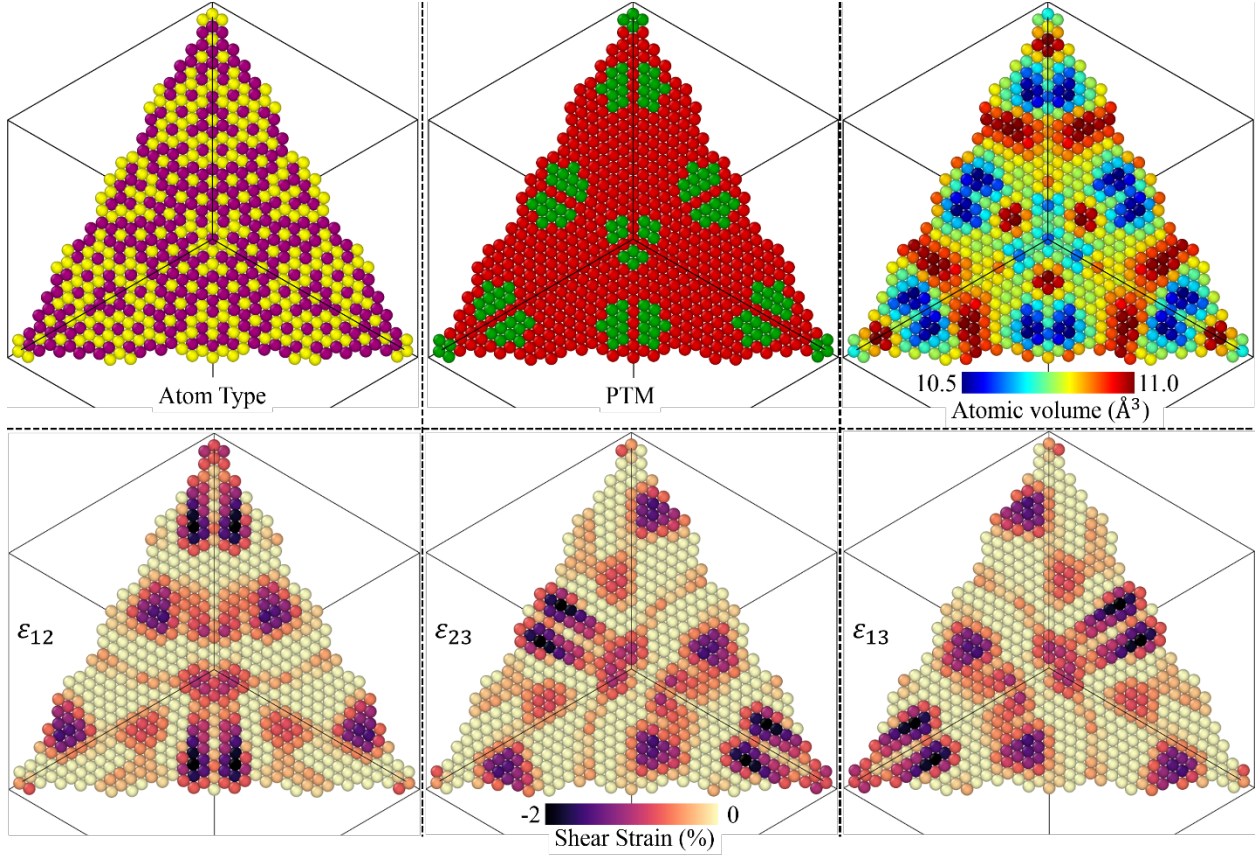 Atom Type
PTM
10.5 11.0
Atomic volume (Å³)
ε₁₂
ε₂₃
ε₁₃
-2 0
Shear Strain (%)